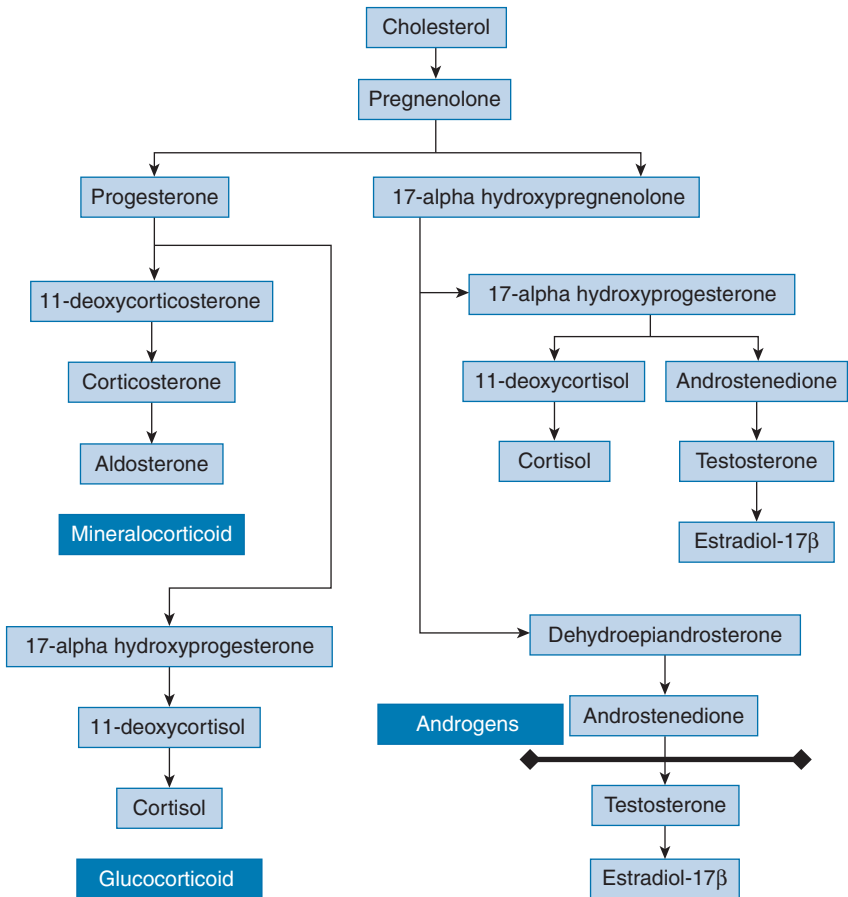 Cholesterol
Pregnenolone
Progesterone
17-alpha hydroxypregnenolone
11-deoxycorticosterone
Corticosterone
Aldosterone
Mineralocorticoid
17-alpha hydroxyprogesterone
11-deoxycortisol
Cortisol
Glucocorticoid
17-alpha hydroxyprogesterone
11-deoxycortisol
Androstenedione
Cortisol
Testosterone
Estradiol-17β
Dehydroepiandrosterone
Androgens
Androstenedione
Testosterone
Estradiol-17β